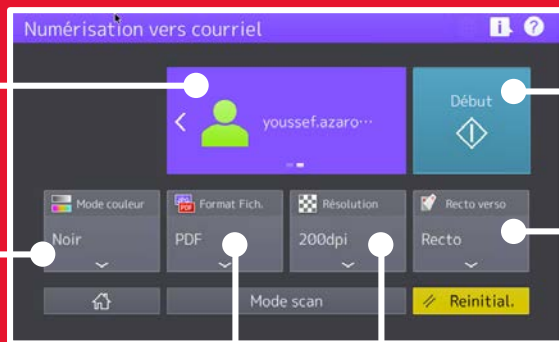 Numérisation vers courriel
youssef.azaro...
Début
Mode couleur
Noir
Format Fich.
PDF
Résolution
200dpi
Recto verso
Recto
Mode scan
Reinitial.